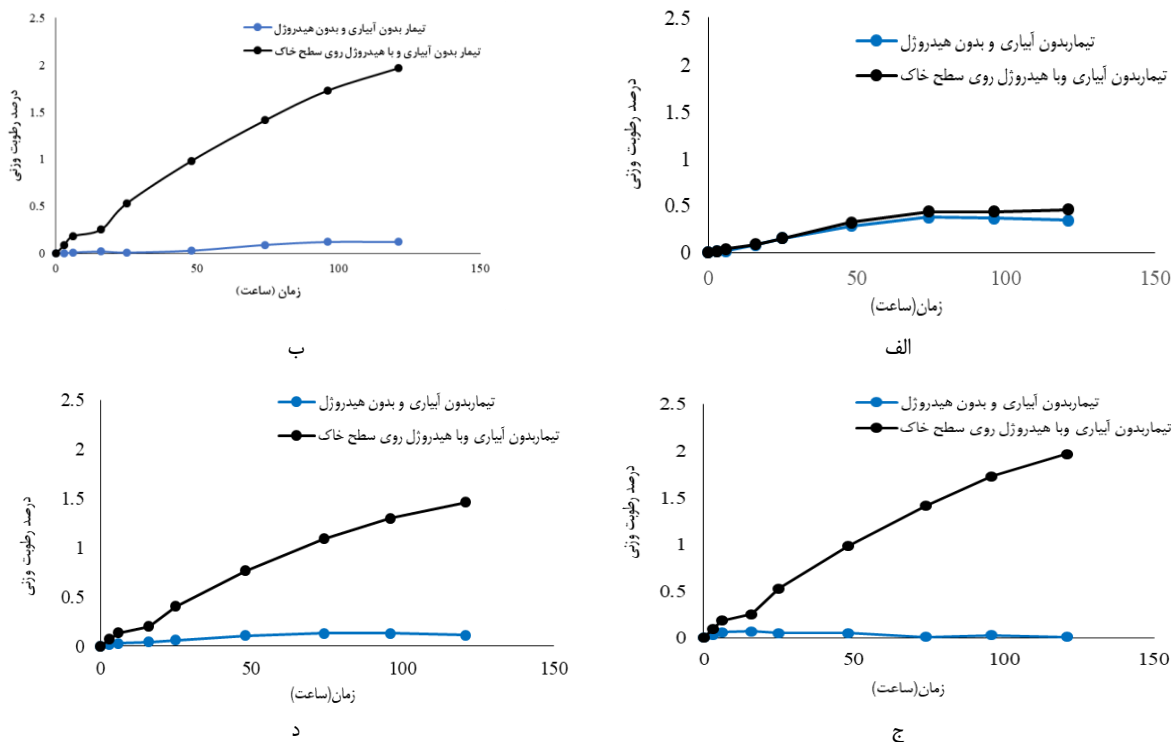 تیماربدون آبیاری و بدون هیدروژل
تیماربدون آبیاری وبا هیدروژل روی سطح خاک
درصد رطوبت وزنی
2.5
2
1.5
1
0.5
0
0
50
100
150
زمان(ساعت)
الف
تیمار بدون آبیاری و بدون هیدروژل
تیمار بدون آبیاری و با هیدروژل روی سطح خاک
درصد رطوبت وزنی
2.5
2
1.5
1
0.5
0
0
50
100
150
زمان (ساعت)
ب
تیماربدون آبیاری و بدون هیدروژل
تیماربدون آبیاری وبا هیدروژل روی سطح خاک
درصد رطوبت وزنی
2.5
2
1.5
1
0.5
0
0
50
100
150
زمان(ساعت)
ج
تیماربدون آبیاری و بدون هیدروژل
تیماربدون آبیاری وبا هیدروژل روی سطح خاک
درصد رطوبت وزنی
2.5
2
1.5
1
0.5
0
0
50
100
150
زمان(ساعت)
د